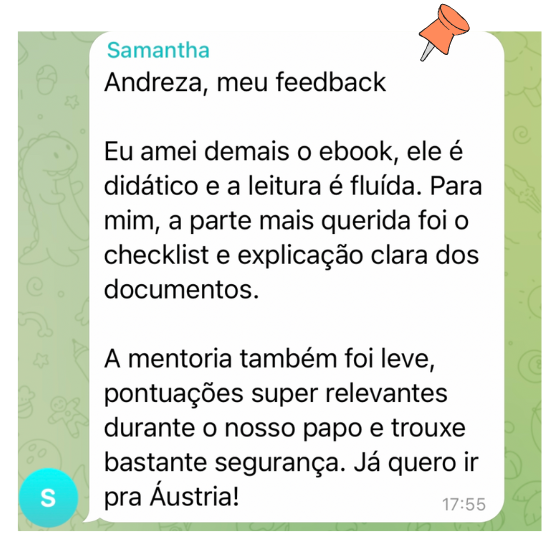 Samantha
Andreza, meu feedback
Eu amei demais o ebook, ele é
didático e a leitura é fluída. Para
mim, a parte mais querida foi o
checklist e explicação clara dos
documentos.
A mentoria também foi leve,
pontuações super relevantes
durante o nosso papo e trouxe
bastante segurança. Já quero ir
pra Áustria!
17:55
S